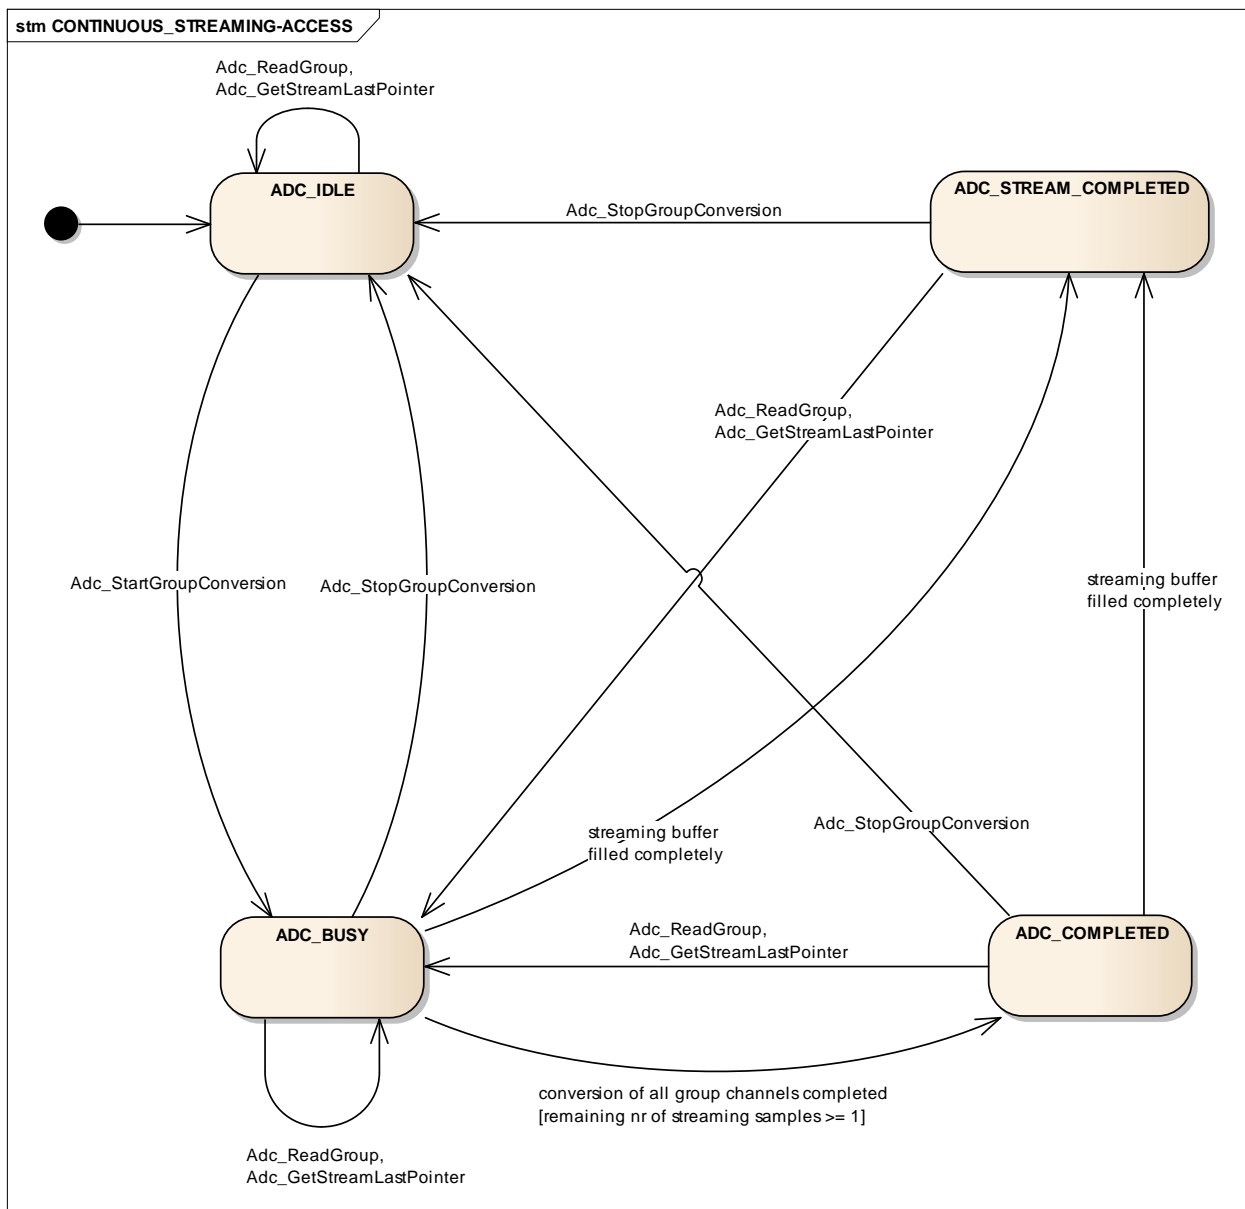 stm CONTINUOUS_STREAMING-ACCESS
Adc_ReadGroup,
Adc_GetStreamLastPointer
ADC_IDLE
ADC_STREAM_COMPLETED
Adc_StopGroupConversion
Adc_ReadGroup,
Adc_GetStreamLastPointer
Adc_StartGroupConversion
Adc_StopGroupConversion
streaming buffer
filled completely
streaming buffer
filled completely
Adc_StopGroupConversion
ADC_BUSY
Adc_ReadGroup,
Adc_GetStreamLastPointer
ADC_COMPLETED
conversion of all group channels completed
[remaining nr of streaming samples >= 1]
Adc_ReadGroup,
Adc_GetStreamLastPointer